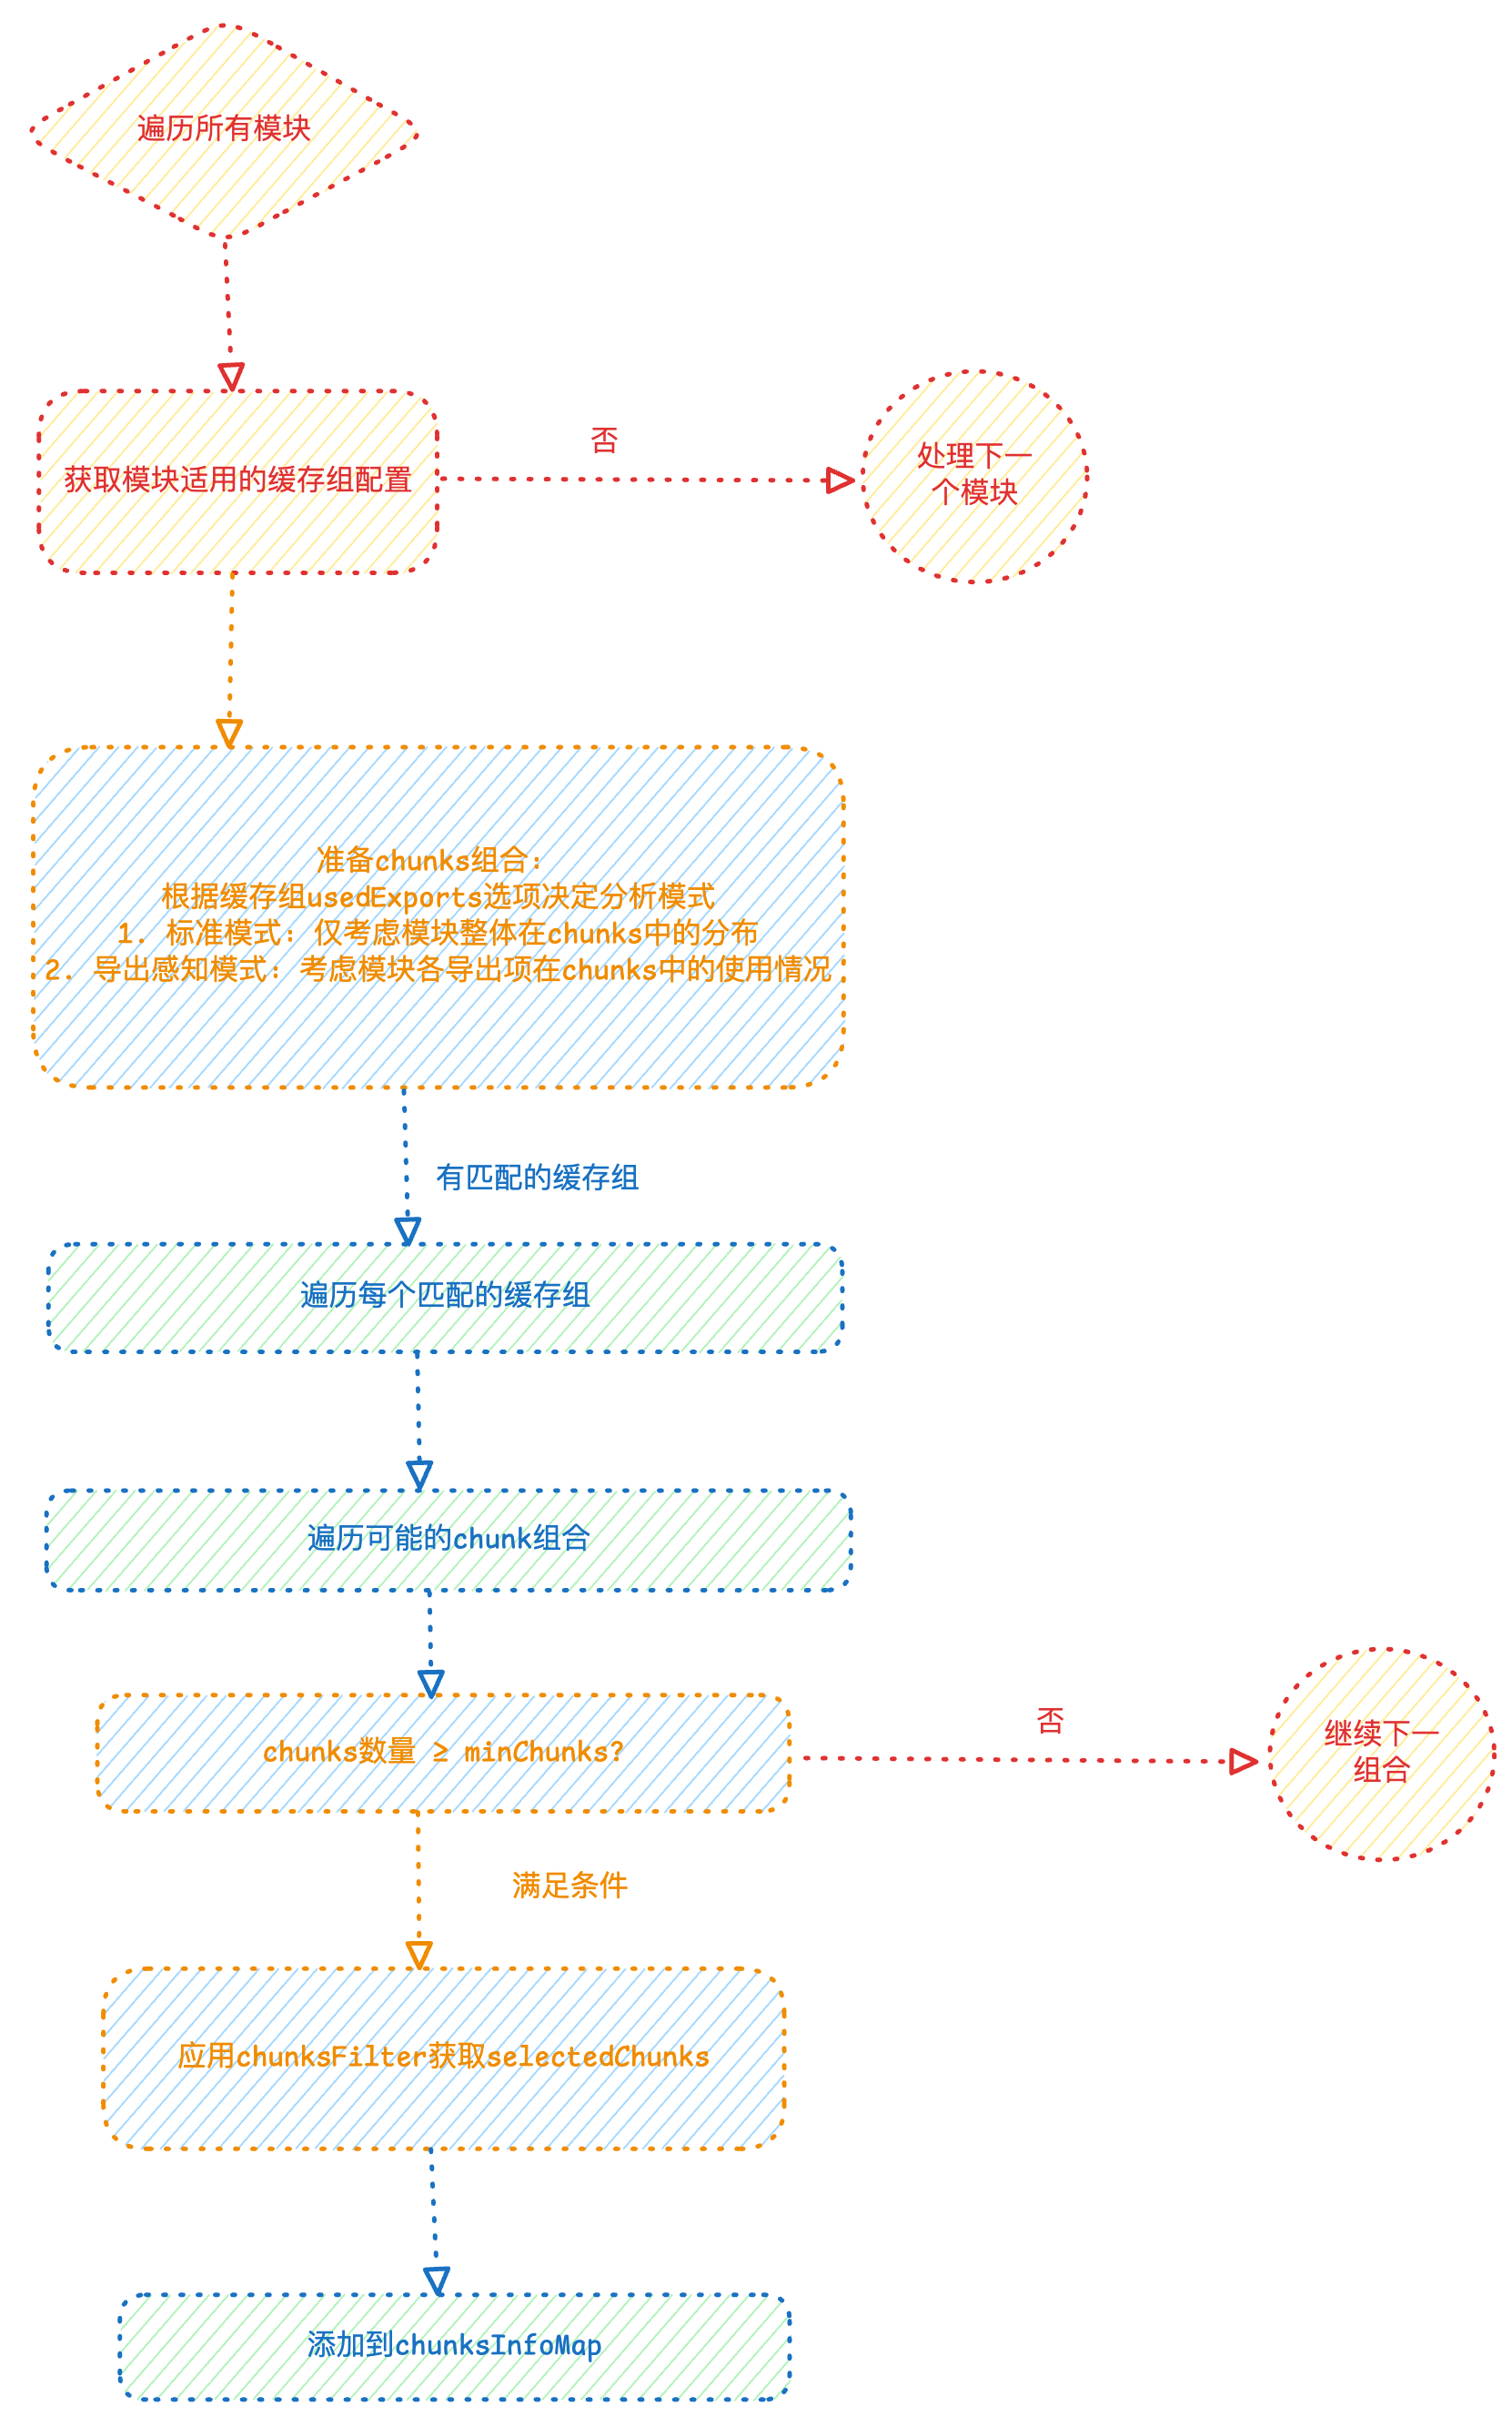 遍历所有模块
获取模块适用的缓存组配置
否
处理下一
个模块
准备chunks组合：
根据缓存组usedExports选项决定分析模式
1. 标准模式：仅考虑模块整体在chunks中的分布
2. 导出感知模式：考虑模块各导出项在chunks中的使用情况
有匹配的缓存组
遍历每个匹配的缓存组
遍历可能的chunk组合
chunks数量 ≥ minChunks?
否
继续下一
组合
满足条件
应用chunksFilter获取selectedChunks
添加到chunksInfoMap